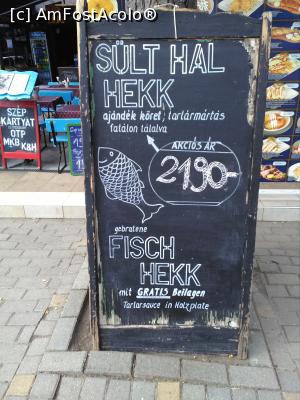 [c] AmFostAcolo®
SÜLT HAL
HEKK
ajándék köret, tartármártás
fatálon tálalva
AKCIÓS ÁR
2190-
gebratene
FISCH
HEKK
mit GRATIS Beilagen
Tartarsauce in Holzplate
SZÉP
KÁRTYÁT
OTP
MKB K&H